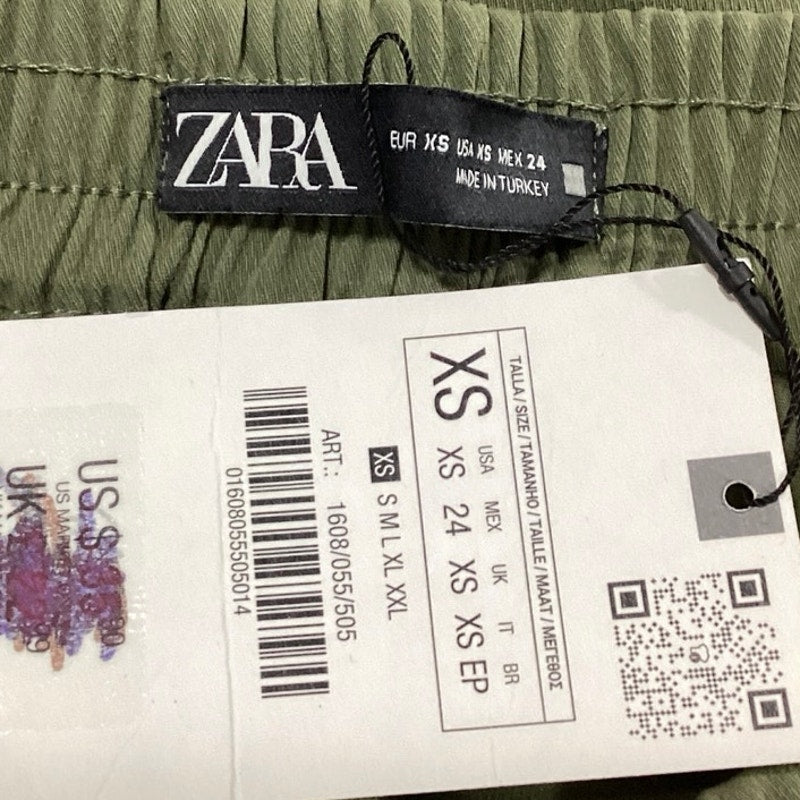 ZARA
EUR XS USA XS MEX 24
MADE IN TURKEY
TALLA / SIZE / TAMANHO / TAILLE / MAAT / ΜΕΓΕΘΟΣ
USA MEX UK IT BR
XS XS 24 XS XS EP
XS S M L XL XXL
ART.: 1608/055/505
01608055505014
US $
UK